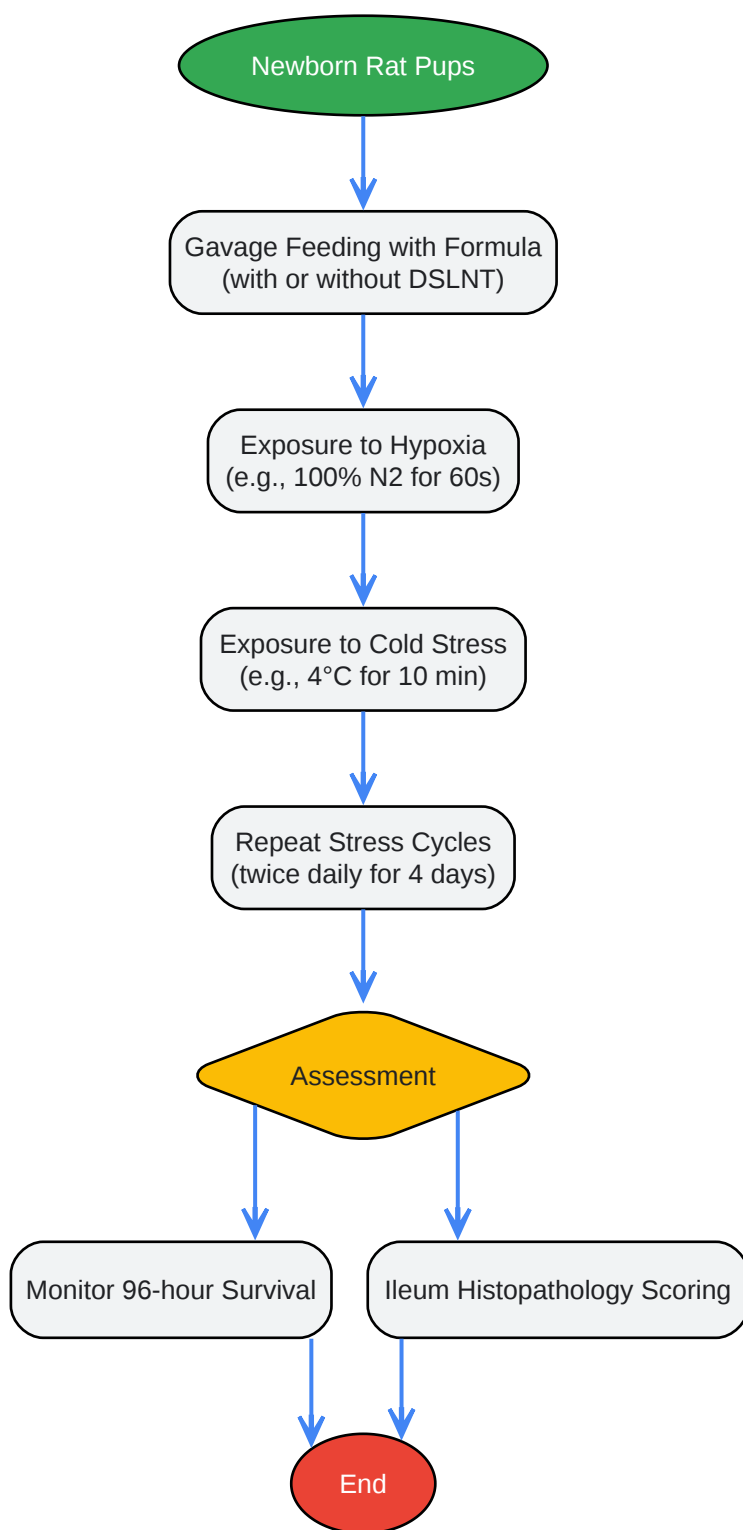 Newborn Rat Pups
Gavage Feeding with Formula
(with or without DSLNT)
Exposure to Hypoxia
(e.g., 100% N2 for 60s)
Exposure to Cold Stress
(e.g., 4°C for 10 min)
Repeat Stress Cycles
(twice daily for 4 days)
Assessment
Monitor 96-hour Survival
Ileum Histopathology Scoring
End